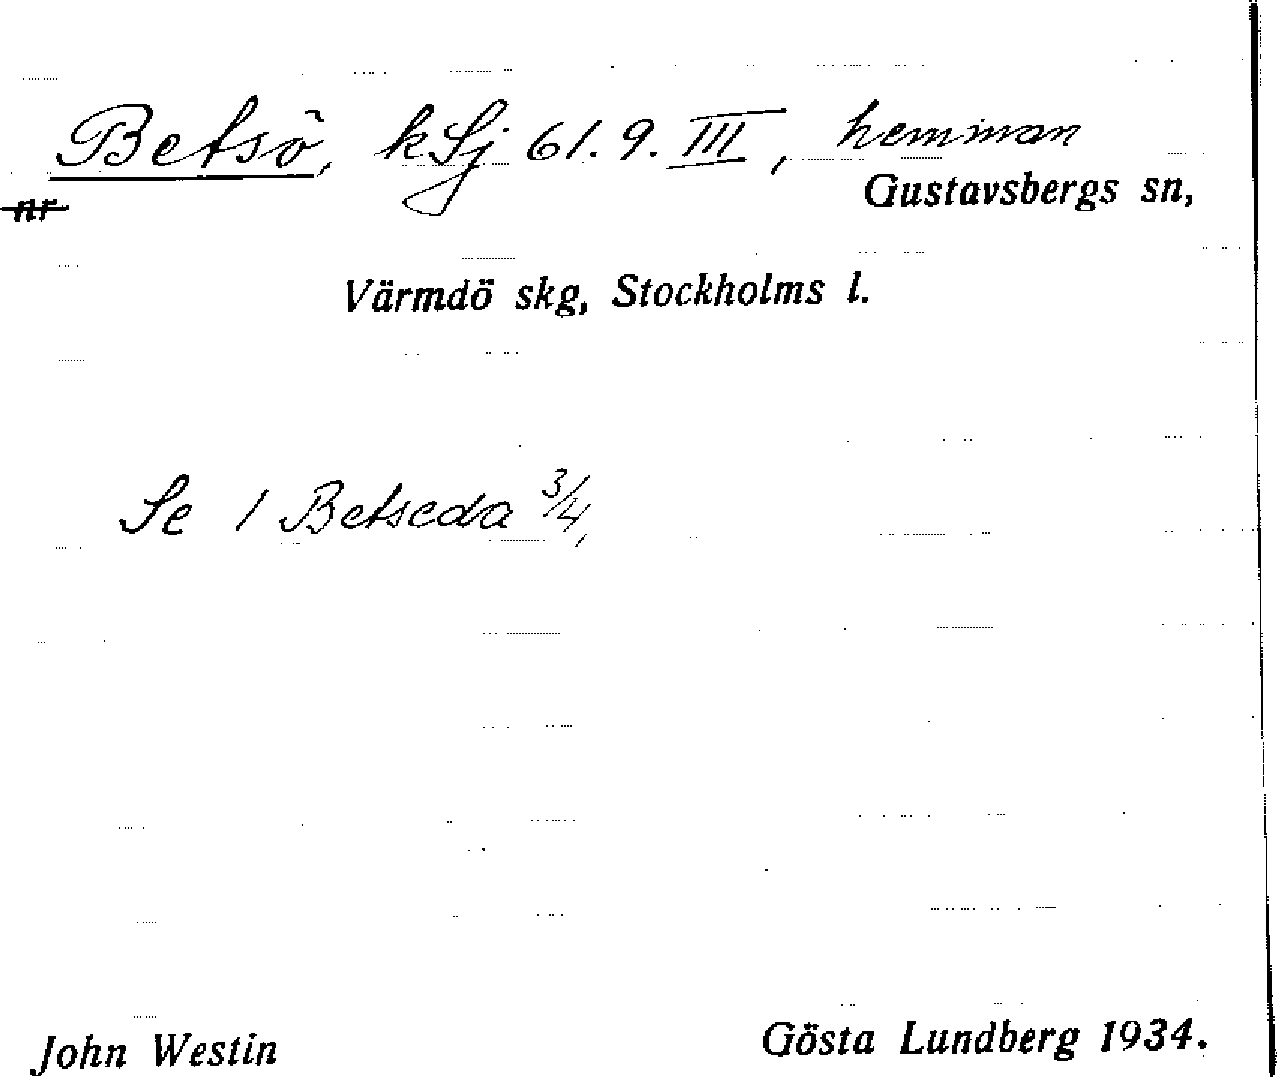 Betsö, kSj 61.9.III, hemman
nr
Gustavsbergs sn,
Värmdö skg, Stockholms l.
Se 1 Betseda 3/4,
John Westin
Gösta Lundberg 1934.